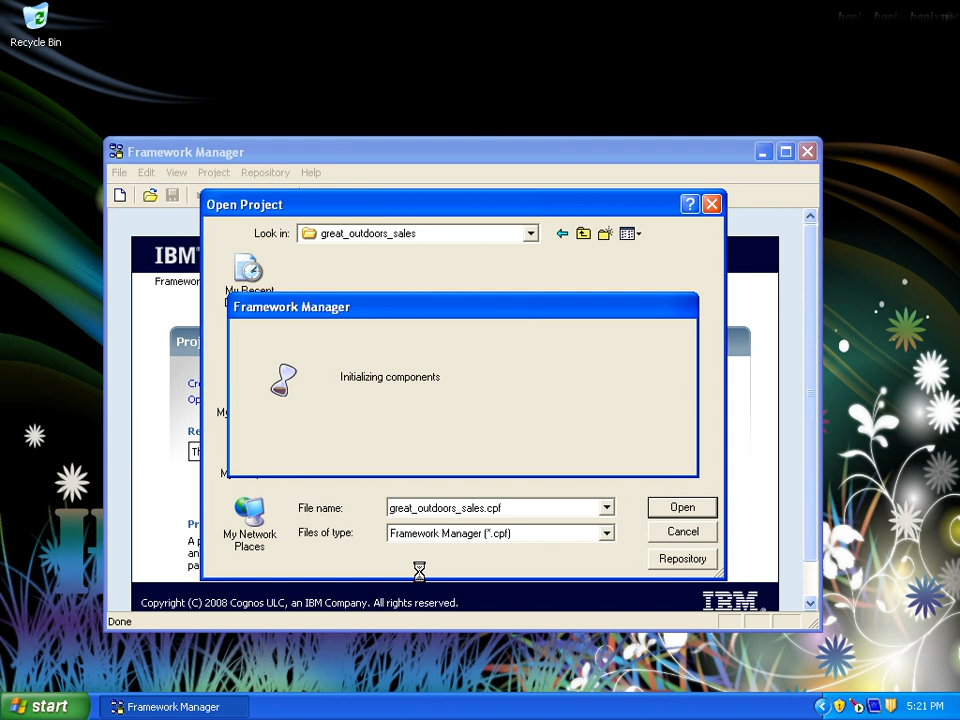 Recycle Bin
Framework Manager
File Edit View Project Repository Help
Open Project
Look in: great_outdoors_sales
IBM
My Recent
Framework Manager
Initializing components
File name: great_outdoors_sales.cpf
Open
My Network
Places
Files of type: Framework Manager (*.cpf)
Cancel
Repository
Copyright (C) 2008 Cognos ULC, an IBM Company. All rights reserved.
IBM
Done
start
Framework Manager
5:21 PM